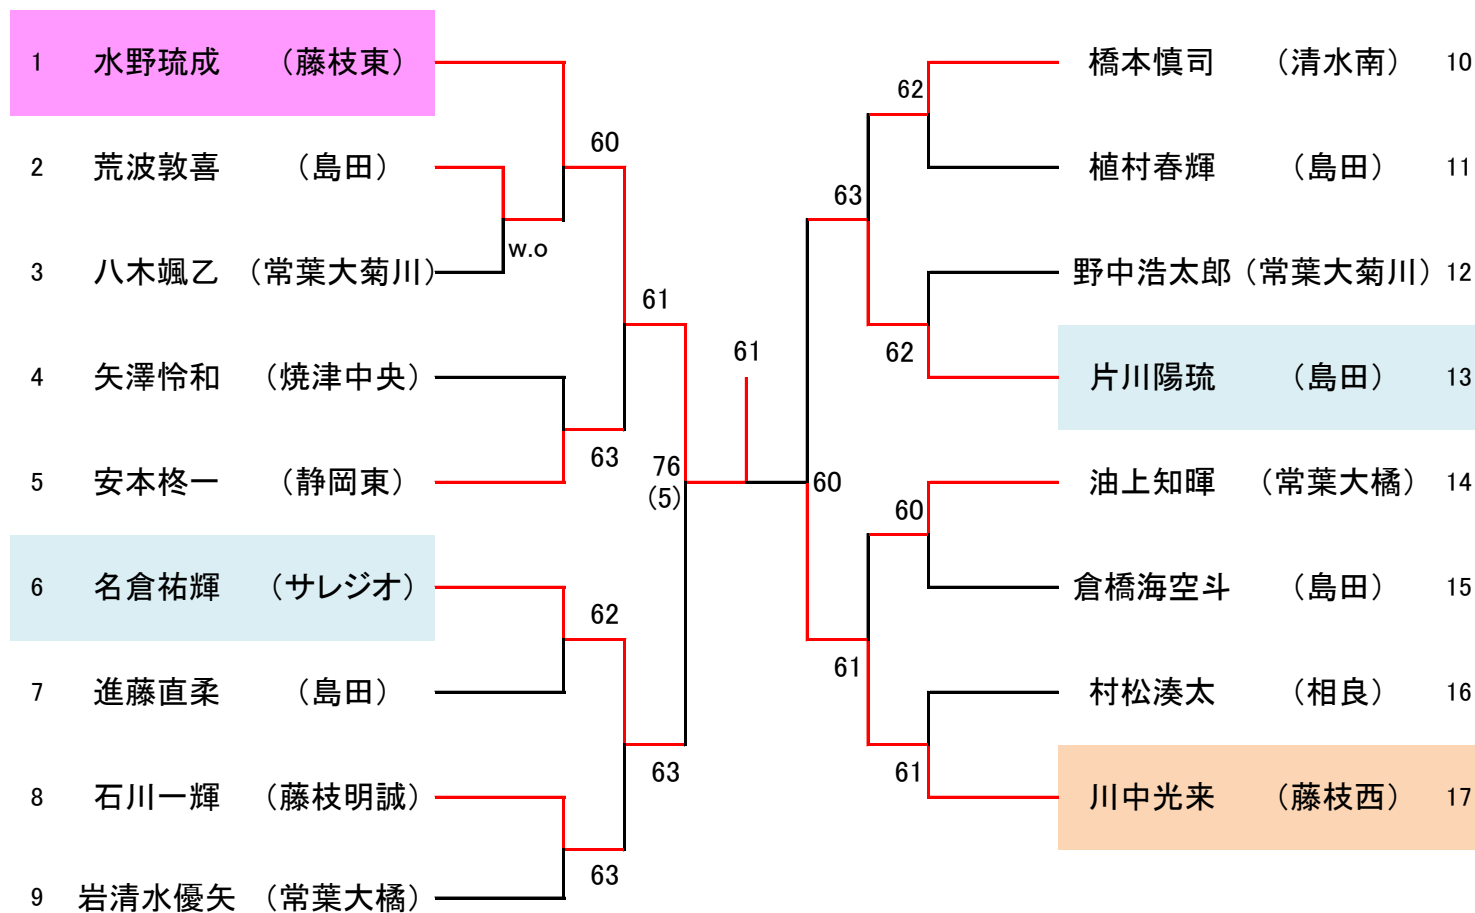 1 水野琉成 （藤枝東）
2 荒波敦喜 （島田）
3 八木颯乙 （常葉大菊川）
4 矢澤怜和 （焼津中央）
5 安本柊一 （静岡東）
6 名倉祐輝 （サレジオ）
7 進藤直柔 （島田）
8 石川一輝 （藤枝明誠）
9 岩清水優矢 （常葉大橘）
60
w.o
61
63
76
(5)
62
63
63
61
62
63
62
60
60
61
61
橋本慎司 （清水南） 10
植村春輝 （島田） 11
野中浩太郎 （常葉大菊川） 12
片川陽琉 （島田） 13
油上知暉 （常葉大橘） 14
倉橋海空斗 （島田） 15
村松湊太 （相良） 16
川中光来 （藤枝西） 17